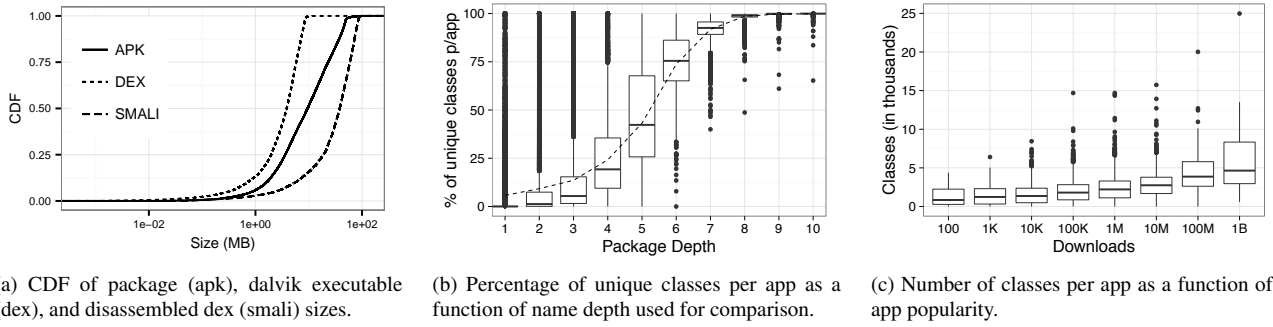 1.00
0.75
0.50
0.25
0.00
CDF
APK
DEX
SMALI
1e−02
1e+00
1e+02
Size (MB)
100
75
50
25
0
% of unique classes p/app
1 2 3 4 5 6 7 8 9 10
Package Depth
25
20
15
10
5
0
Classes (in thousands)
100 1K 10K 100K 1M 10M 100M 1B
Downloads
a) CDF of package (apk), dalvik executable
dex), and disassembled dex (smali) sizes.
(b) Percentage of unique classes per app as a
function of name depth used for comparison.
(c) Number of classes per app as a function of
app popularity.